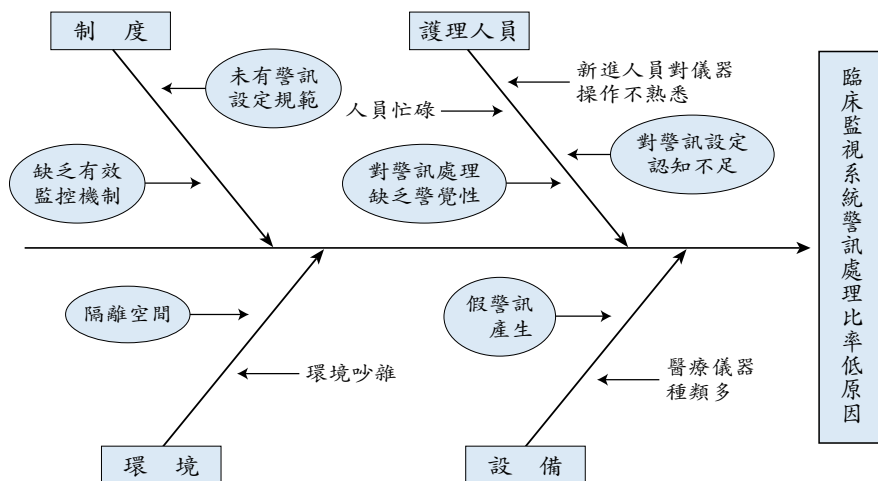 制度
護理人員
未有警訊
設定規範
新進人員對儀器
操作不熟悉
人員忙碌
缺乏有效
監控機制
對警訊處理
缺乏警覺性
對警訊設定
認知不足
臨床監視系統警訊處理比率低原因
隔離空間
環境吵雜
假警訊
產生
醫療儀器
種類多
環境
設備